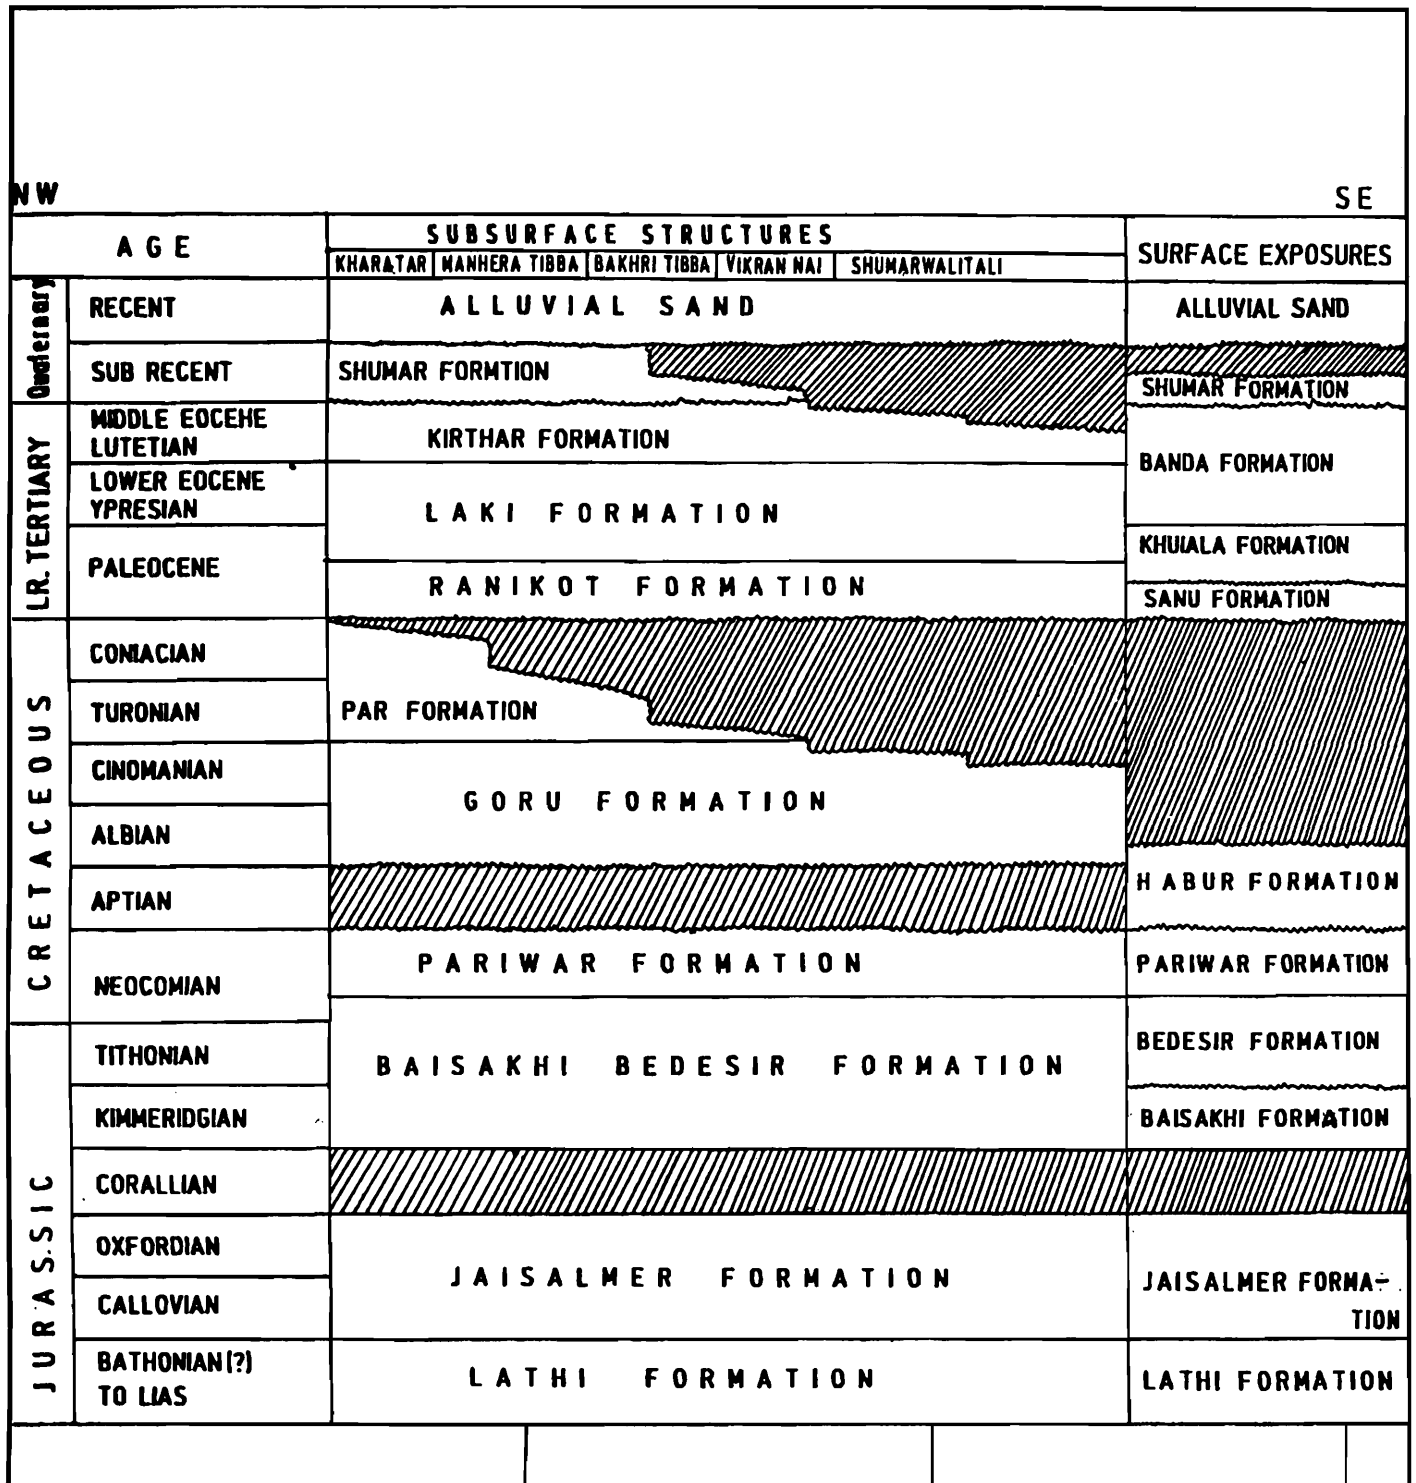 NW
SE
AGE
SUBSURFACE STRUCTURES
SURFACE EXPOSURES
KHARATAR
MANHERA TIBBA
BAKHRI TIBBA
VIKRAN NAI
SHUMARWALITALI
Quaternary
RECENT
ALLUVIAL SAND
ALLUVIAL SAND
SUB RECENT
SHUMAR FORMTION
SHUMAR FORMATION
LR. TERTIARY
MIDDLE EOCEHE
LUTETIAN
KIRTHAR FORMATION
BANDA FORMATION
LOWER EOCENE
YPRESIAN
LAKI FORMATION
KHUIALA FORMATION
PALEOCENE
RANIKOT FORMATION
SANU FORMATION
CRETACEOUS
CONIACIAN
TURONIAN
PAR FORMATION
CINOMANIAN
GORU FORMATION
ALBIAN
APTIAN
HABUR FORMATION
NEOCOMIAN
PARIWAR FORMATION
PARIWAR FORMATION
JURASSIC
TITHONIAN
BAISAKHI BEDESIR FORMATION
BEDESIR FORMATION
KIMMERIDGIAN
BAISAKHI FORMATION
CORALLIAN
OXFORDIAN
JAISALMER FORMATION
JAISALMER FORMA-
TION
CALLOVIAN
BATHONIAN(?)
TO LIAS
LATHI FORMATION
LATHI FORMATION